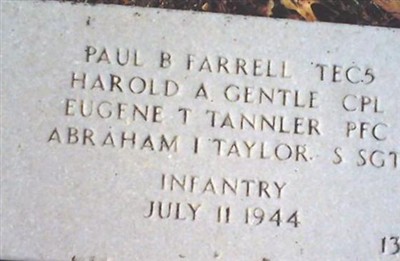 PAUL B FARRELL TEC5
HAROLD A GENTLE CPL
EUGENE T TANNLER PFC
ABRAHAM I TAYLOR S SGT
INFANTRY
JULY 11 1944
13